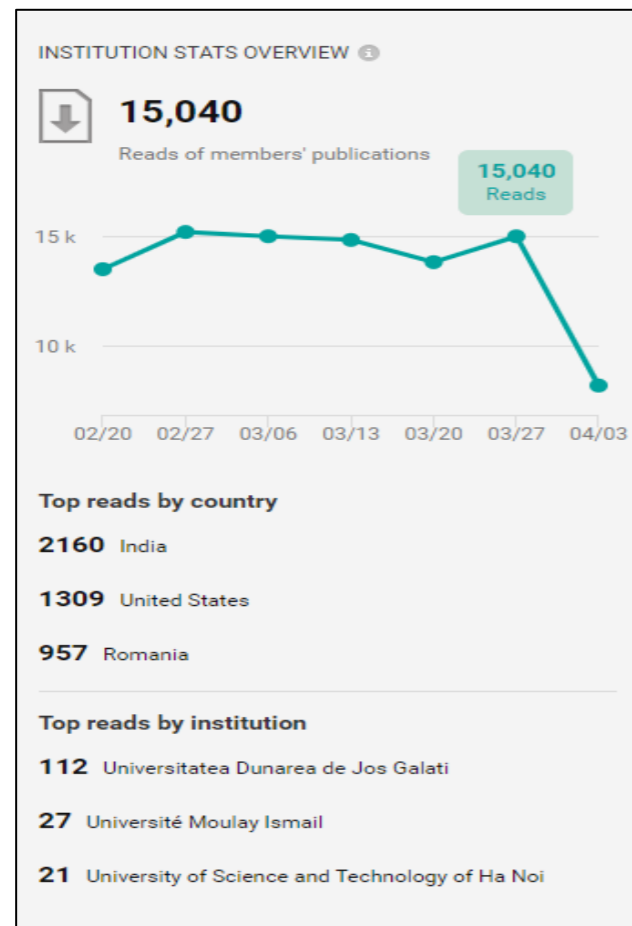 INSTITUTION STATS OVERVIEW i
15,040
Reads of members' publications
15,040
Reads
15 k
10 k
02/20 02/27 03/06 03/13 03/20 03/27 04/03
Top reads by country
2160 India
1309 United States
957 Romania
Top reads by institution
112 Universitatea Dunarea de Jos Galati
27 Université Moulay Ismail
21 University of Science and Technology of Ha Noi